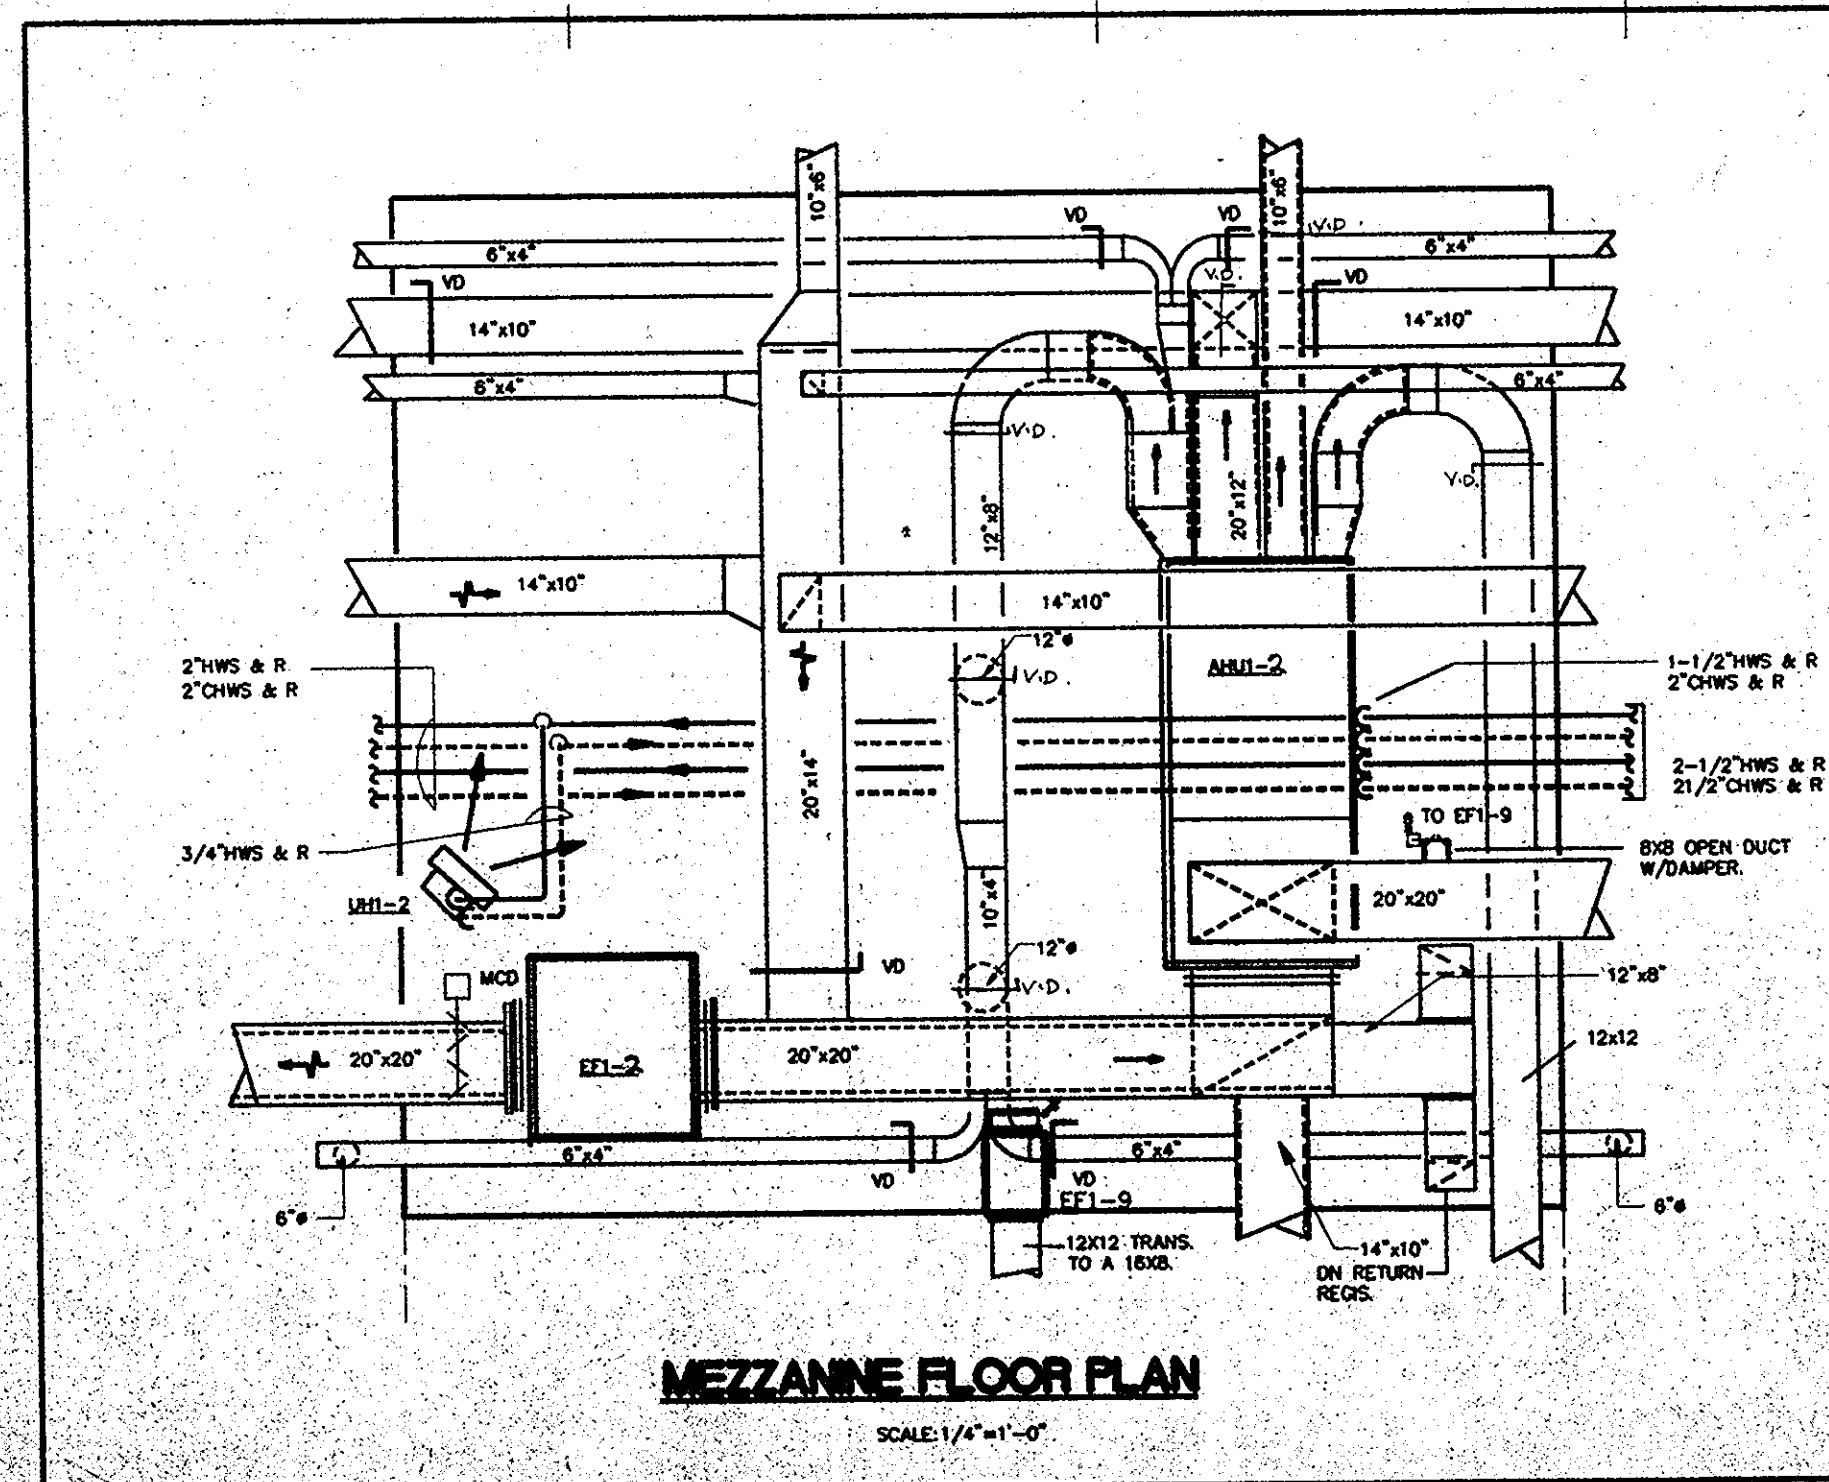 10"x6"
10"x6"
VD
VD
V.D.
6"x4"
6"x4"
VD
V.D.
VD
14"x10"
14"x10"
6"x4"
6"x4"
V.D.
V.D.
12"x8"
20"x12"
14"x10"
14"x10"
12"ø
V.D.
AHU1-2
2"HWS & R
2"CHWS & R
1-1/2"HWS & R
2"CHWS & R
20"x14"
2-1/2"HWS & R
21/2"CHWS & R
TO EF1-9
3/4"HWS & R
8X8 OPEN DUCT
W/DAMPER.
UH1-2
10"x4"
20"x20"
12"ø
VD
MCD
V.D.
12"x8"
20"x20"
EF1-2
20"x20"
12x12
6"x4"
6"x4"
VD
VD
EF1-9
6"ø
6"ø
12X12 TRANS.
TO A 16X8.
14"x10"
DN RETURN
REGIS.
MEZZANINE FLOOR PLAN
SCALE: 1/4"=1'-0"